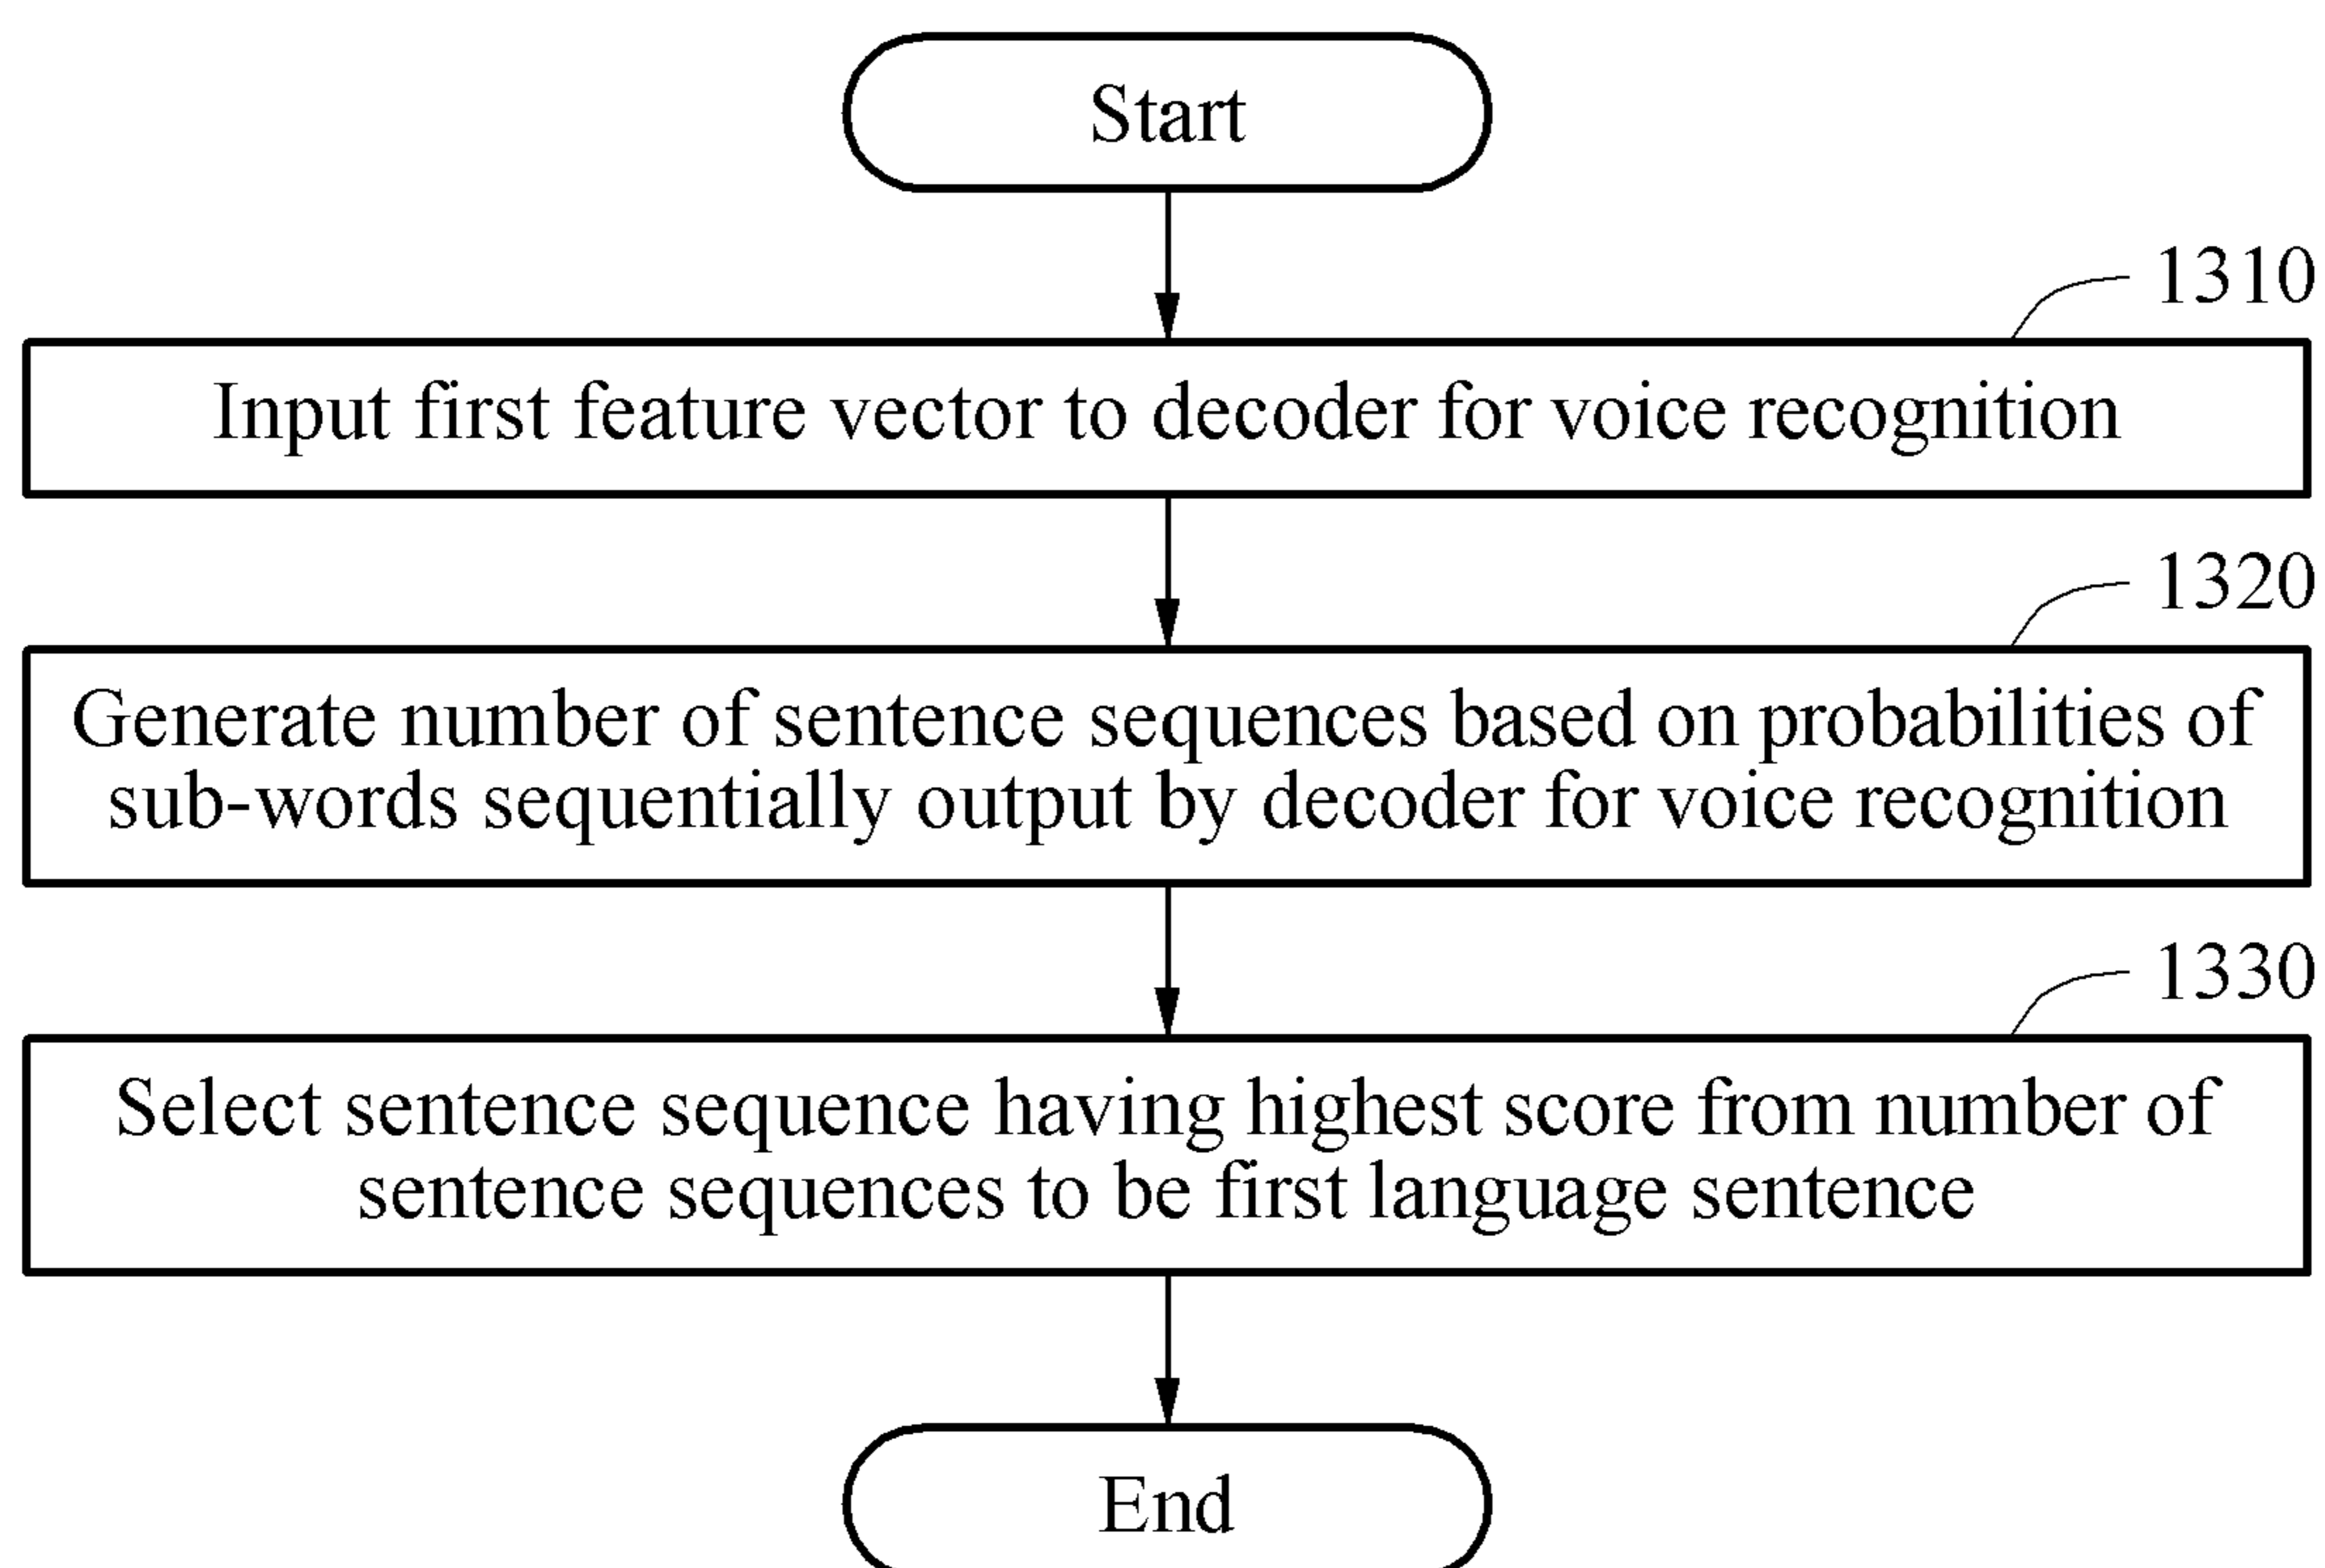 Start
1310
Input first feature vector to decoder for voice recognition
1320
Generate number of sentence sequences based on probabilities of
sub-words sequentially output by decoder for voice recognition
1330
Select sentence sequence having highest score from number of
sentence sequences to be first language sentence
End